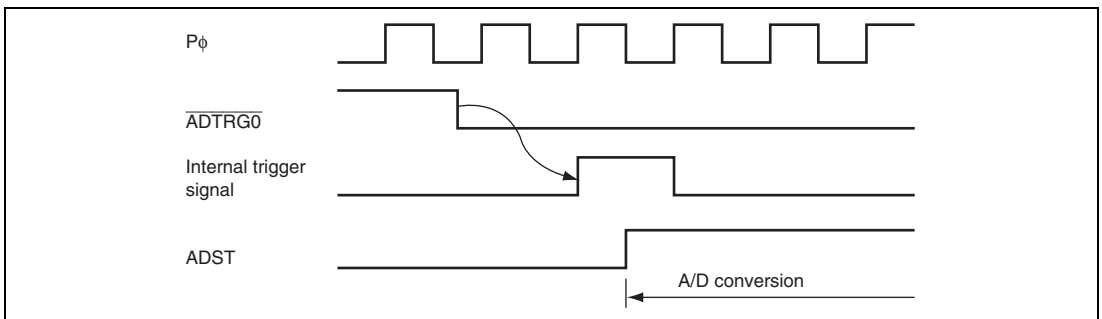 Pϕ
ADTRG0
Internal trigger
signal
ADST
A/D conversion